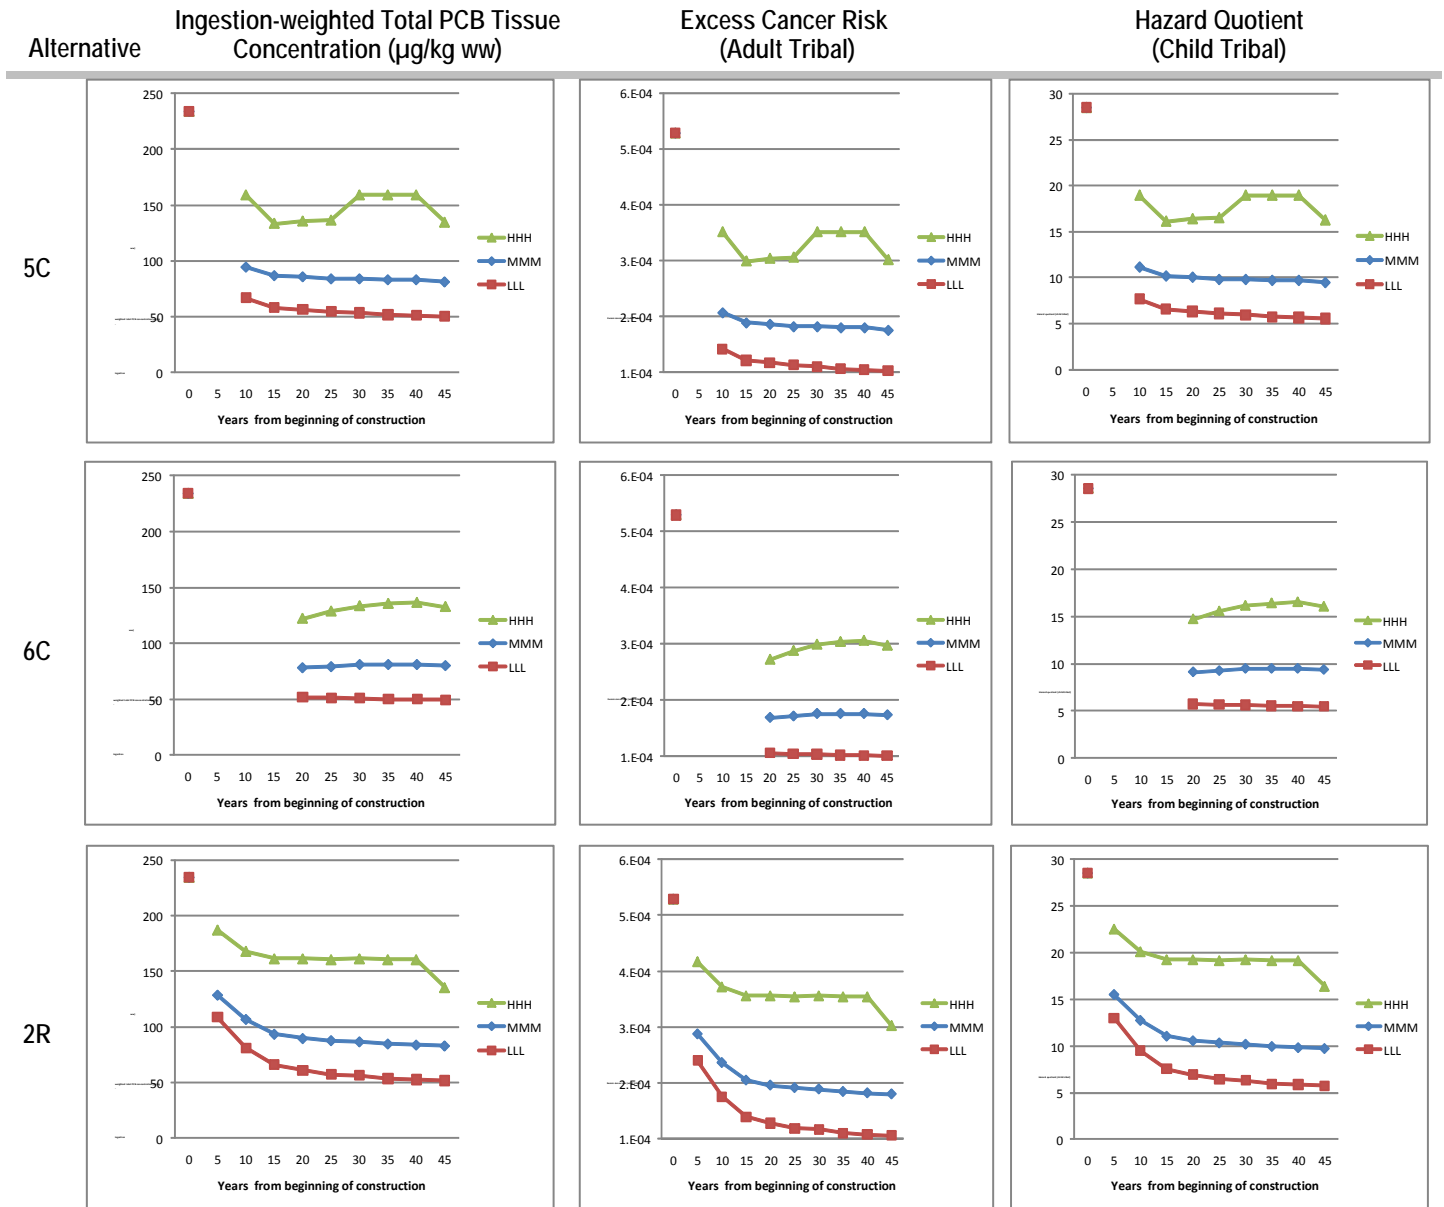 Alternative
Ingestion-weighted Total PCB Tissue
Concentration (µg/kg ww)
Excess Cancer Risk
(Adult Tribal)
Hazard Quotient
(Child Tribal)
5C
250
200
150
100
50
0
HHH
MMM
LLL
0 5 10 15 20 25 30 35 40 45
Years from beginning of construction
6.E-04
5.E-04
4.E-04
3.E-04
2.E-04
1.E-04
HHH
MMM
LLL
0 5 10 15 20 25 30 35 40 45
Years from beginning of construction
30
25
20
15
10
5
0
HHH
MMM
LLL
0 5 10 15 20 25 30 35 40 45
Years from beginning of construction
6C
250
200
150
100
50
0
HHH
MMM
LLL
0 5 10 15 20 25 30 35 40 45
Years from beginning of construction
6.E-04
5.E-04
4.E-04
3.E-04
2.E-04
1.E-04
HHH
MMM
LLL
0 5 10 15 20 25 30 35 40 45
Years from beginning of construction
30
25
20
15
10
5
0
HHH
MMM
LLL
0 5 10 15 20 25 30 35 40 45
Years from beginning of construction
2R
250
200
150
100
50
0
HHH
MMM
LLL
0 5 10 15 20 25 30 35 40 45
Years from beginning of construction
6.E-04
5.E-04
4.E-04
3.E-04
2.E-04
1.E-04
HHH
MMM
LLL
0 5 10 15 20 25 30 35 40 45
Years from beginning of construction
30
25
20
15
10
5
0
HHH
MMM
LLL
0 5 10 15 20 25 30 35 40 45
Years from beginning of construction